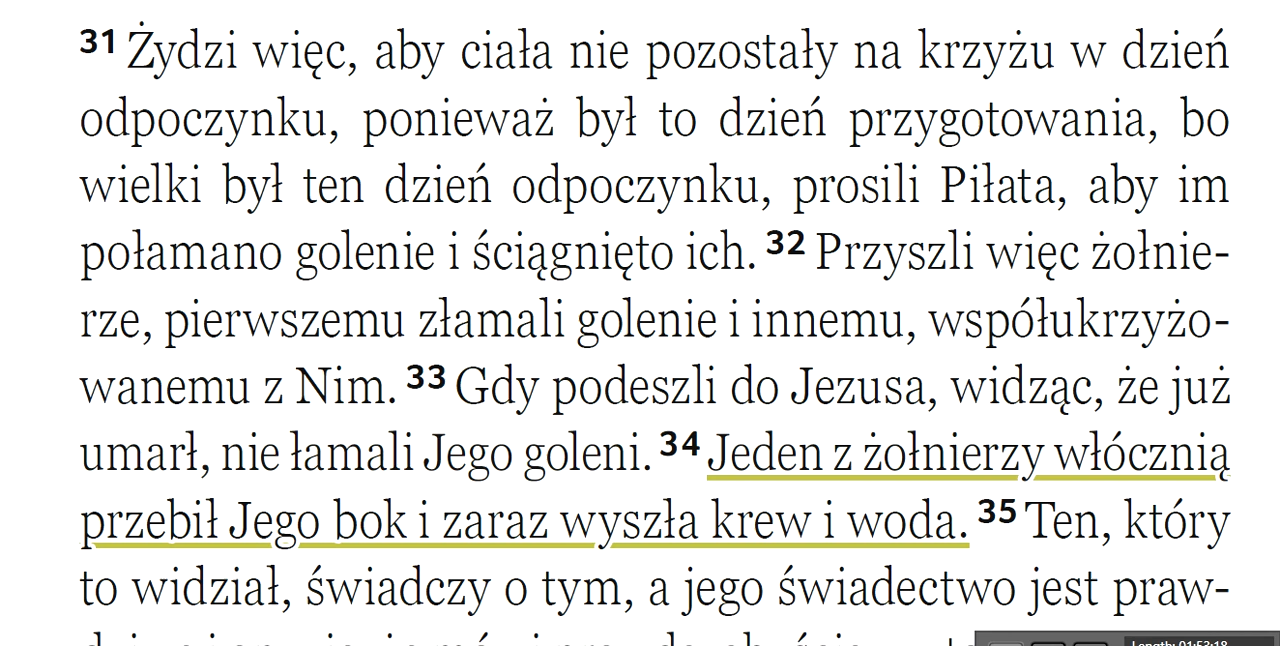 31 Żydzi więc, aby ciała nie pozostały na krzyżu w dzień
odpoczynku, ponieważ był to dzień przygotowania, bo
wielki był ten dzień odpoczynku, prosili Piłata, aby im
połamano golenie i ściągnięto ich. 32 Przyszli więc żołnie-
rze, pierwszemu złamali golenie i innemu, współukrzyżo-
wanemu z Nim. 33 Gdy podeszli do Jezusa, widząc, że już
umarł, nie łamali Jego goleni. 34 Jeden z żołnierzy włócznią
przebił Jego bok i zaraz wyszła krew i woda. 35 Ten, który
to widział, świadczy o tym, a jego świadectwo jest praw-
Length: 01:53:18